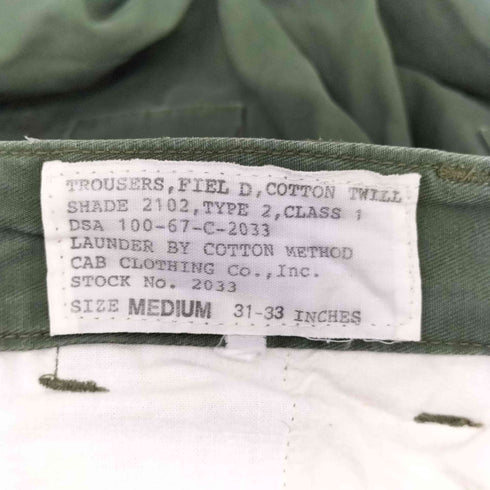 TROUSERS,FIEL D,COTTON TWILL
SHADE 2102,TYPE 2,CLASS 1
DSA 100-67-C-2033
LAUNDER BY COTTON METHOD
CAB CLOTHING Co.,Inc.
STOCK No. 2033
SIZE MEDIUM 31-33 INCHES